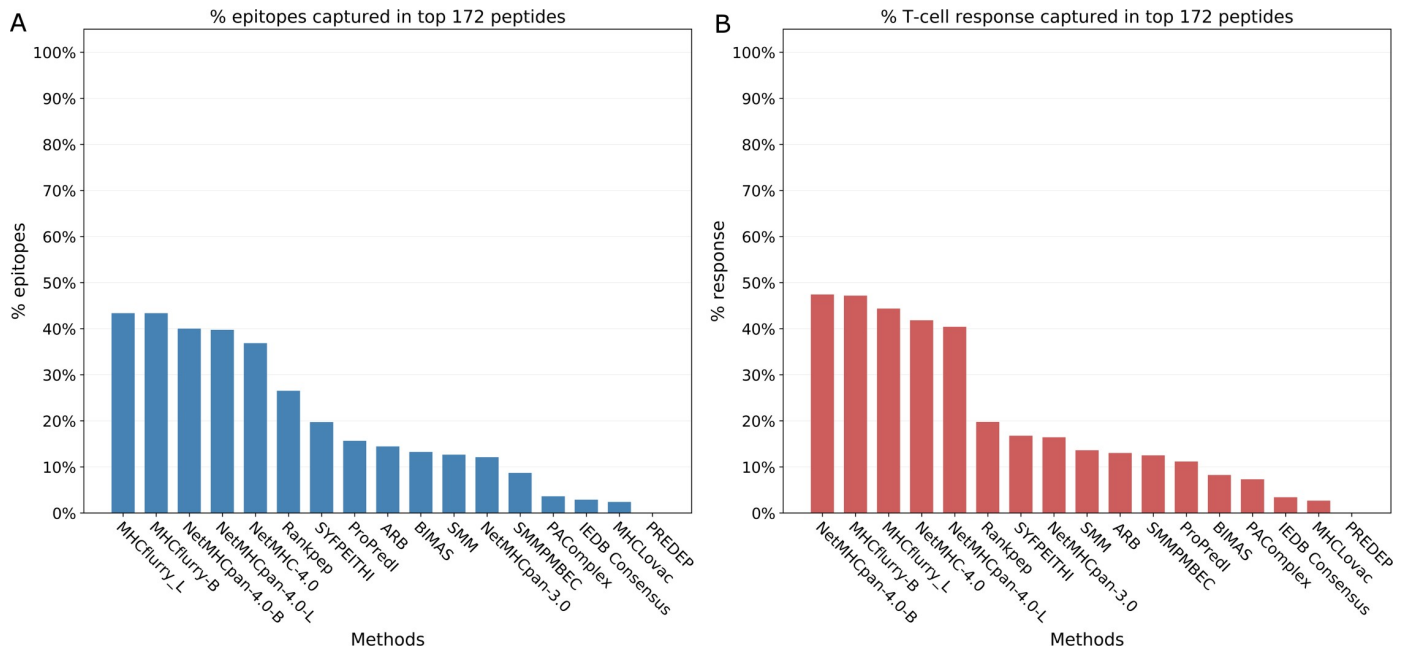 A
% epitopes captured in top 172 peptides
100%
90%
80%
70%
60%
50%
40%
30%
20%
10%
0%
% epitopes
MHCflurry_L
MHCflurry-B
NetMHCpan-4.0-B
NetMHCpan-4.0-L
NetMHC-4.0
Rankpep
SYFPEITHI
ProPredI
ARB
BIMAS
SMM
NetMHCpan-3.0
SMMPMBEC
PAComplex
IEDB Consensus
MHCLovac
PREDEP
Methods
B
% T-cell response captured in top 172 peptides
100%
90%
80%
70%
60%
50%
40%
30%
20%
10%
0%
% response
NetMHCpan-4.0-B
MHCflurry-B
MHCflurry_L
NetMHC-4.0
NetMHCpan-4.0-L
Rankpep
SYFPEITHI
NetMHCpan-3.0
SMM
ARB
SMMPMBEC
ProPredI
BIMAS
PAComplex
IEDB Consensus
MHCLovac
PREDEP
Methods